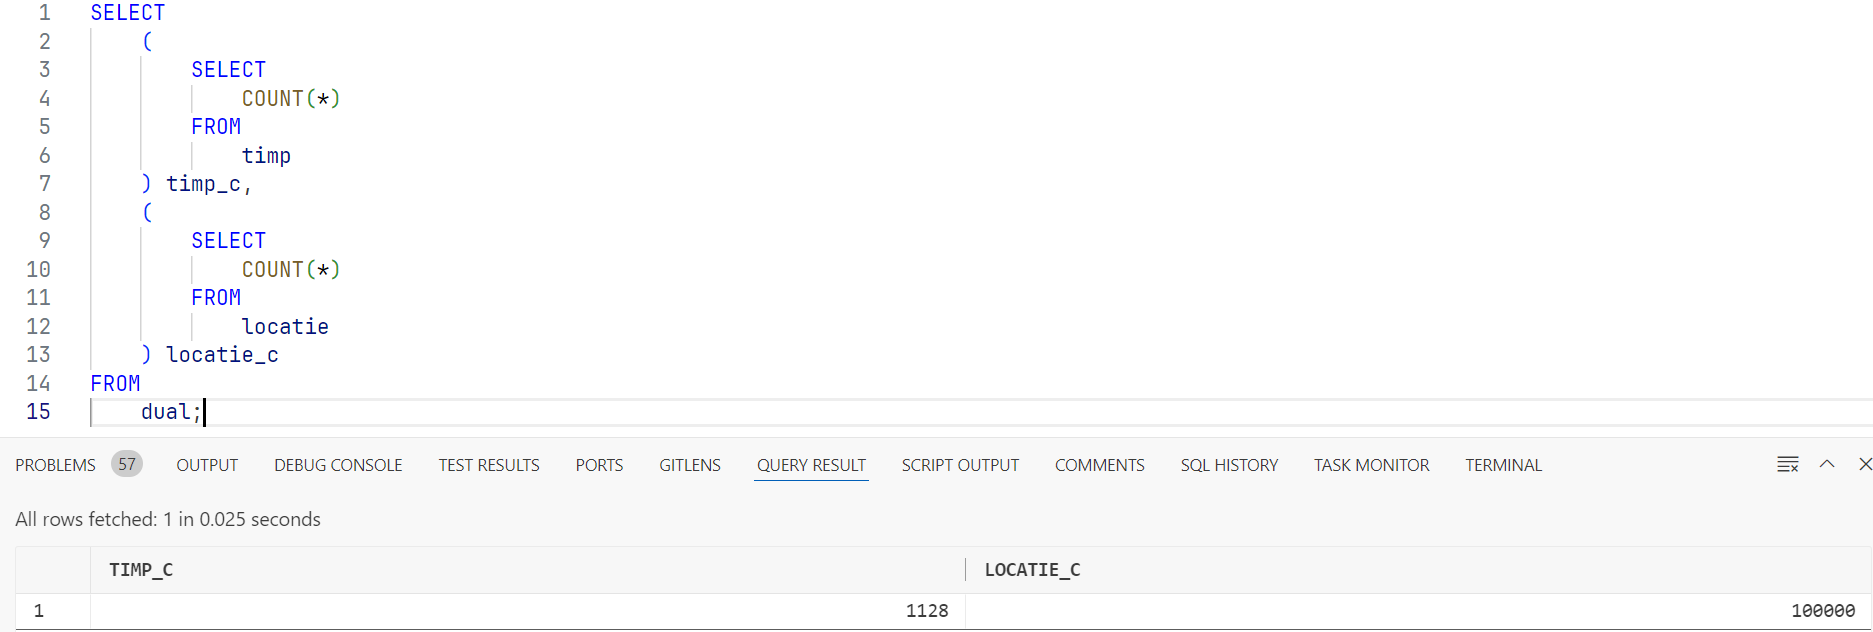 1 SELECT
2 (
3 SELECT
4 COUNT(*)
5 FROM
6 timp
7 ) timp_c,
8 (
9 SELECT
10 COUNT(*)
11 FROM
12 locatie
13 ) locatie_c
14 FROM
15 dual;
PROBLEMS 57 OUTPUT DEBUG CONSOLE TEST RESULTS PORTS GITLENS QUERY RESULT SCRIPT OUTPUT COMMENTS SQL HISTORY TASK MONITOR TERMINAL
All rows fetched: 1 in 0.025 seconds
TIMP_C LOCATIE_C
1 1128 100000